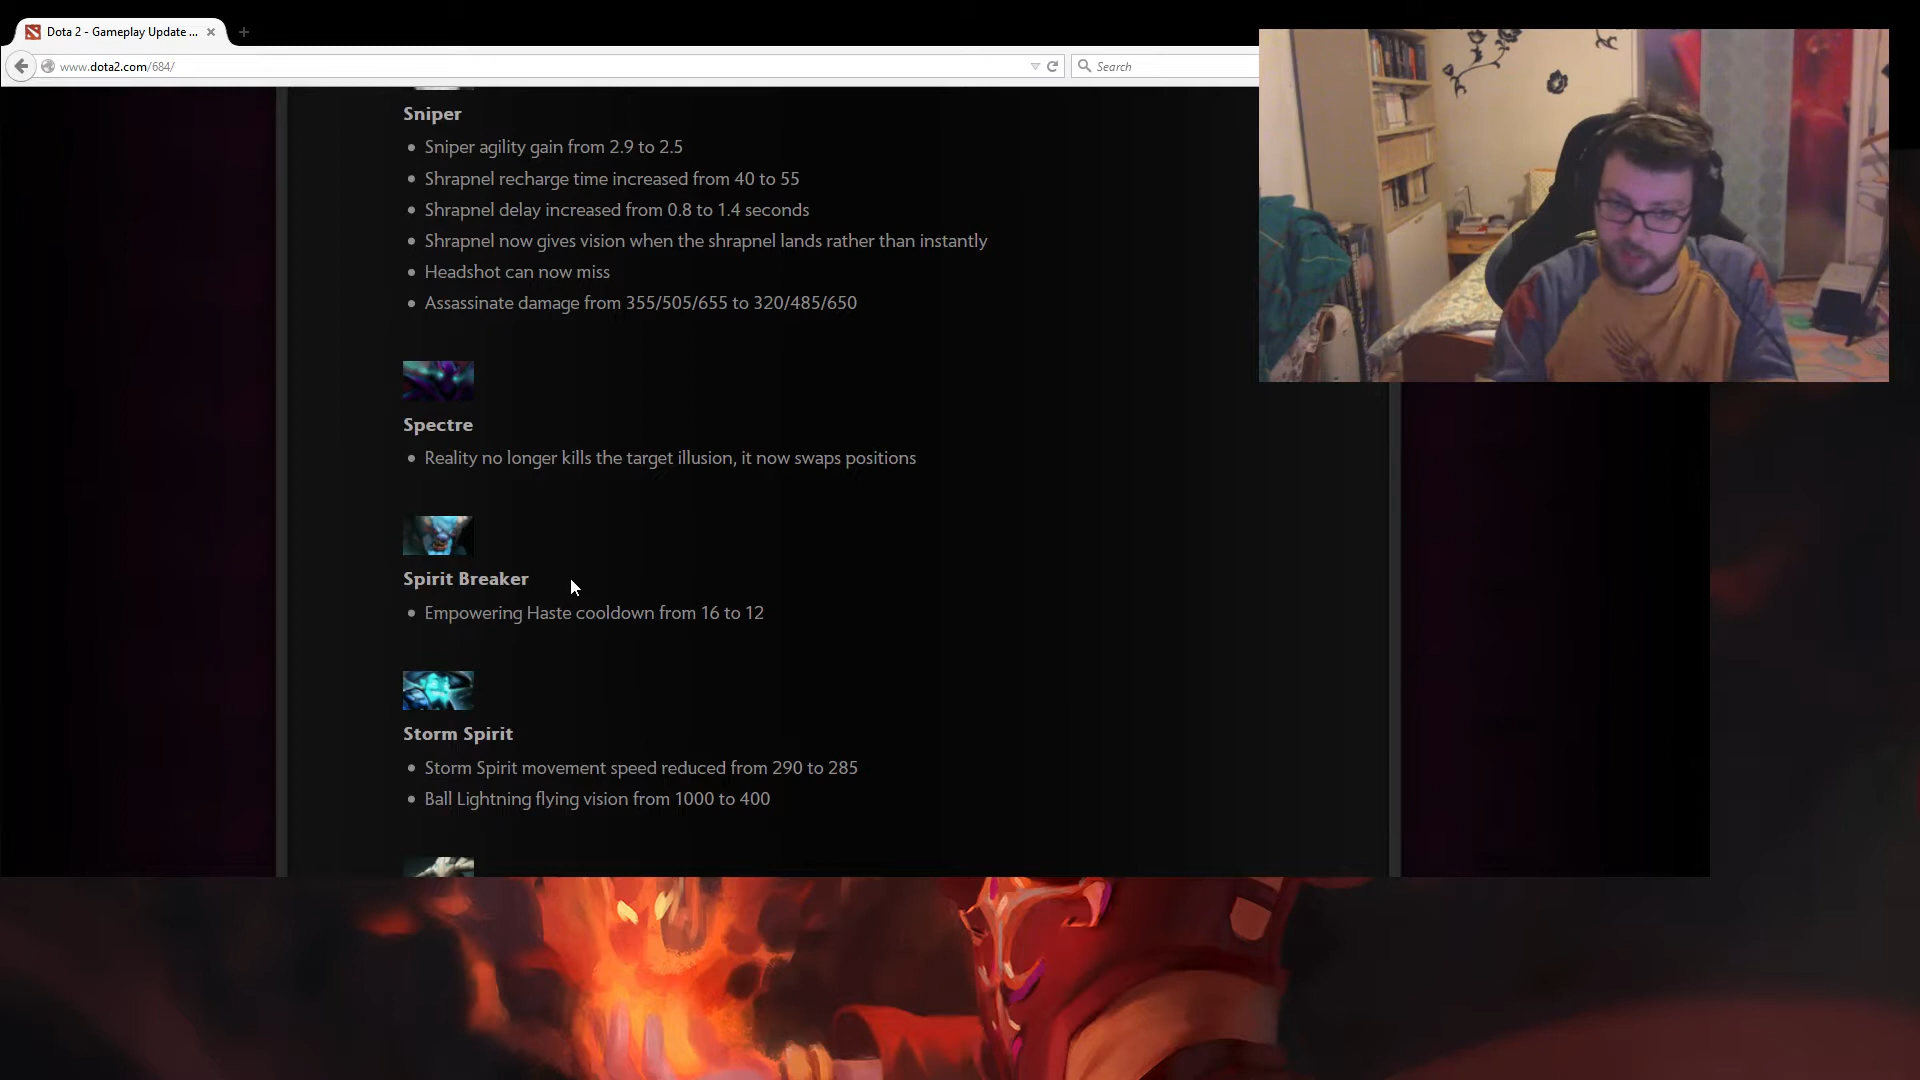 Dota 2 - Gameplay Update ...
www.dota2.com/684/
Search
Sniper
Sniper agility gain from 2.9 to 2.5
Shrapnel recharge time increased from 40 to 55
Shrapnel delay increased from 0.8 to 1.4 seconds
Shrapnel now gives vision when the shrapnel lands rather than instantly
Headshot can now miss
Assassinate damage from 355/505/655 to 320/485/650
Spectre
Reality no longer kills the target illusion, it now swaps positions
Spirit Breaker
Empowering Haste cooldown from 16 to 12
Storm Spirit
Storm Spirit movement speed reduced from 290 to 285
Ball Lightning flying vision from 1000 to 400